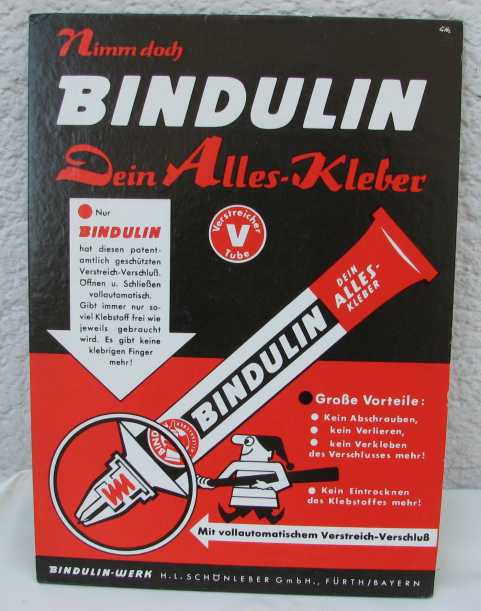 Nimm doch
BINDULIN
Dein Alles-Kleber
Nur
BINDULIN
hat diesen patent-
amtlich geschützten
Verstreich-Verschluß.
Öffnen u. Schließen
vollautomatisch.
Gibt immer nur so-
viel Klebstoff frei wie
jeweils gebraucht
wird. Es gibt keine
klebrigen Finger
mehr!
Verstreicher
V
Tube
DEIN
ALLES-
KLEBER
BINDULIN
BINDU
Große Vorteile:
Kein Abschrauben,
kein Verlieren,
kein Verkleben
des Verschlusses mehr!
Kein Eintrocknen
des Klebstoffes mehr!
Mit vollautomatischem Verstreich-Verschluß
BINDULIN-WERK H.L.SCHÖNLEBER GmbH., FÜRTH/BAYERN